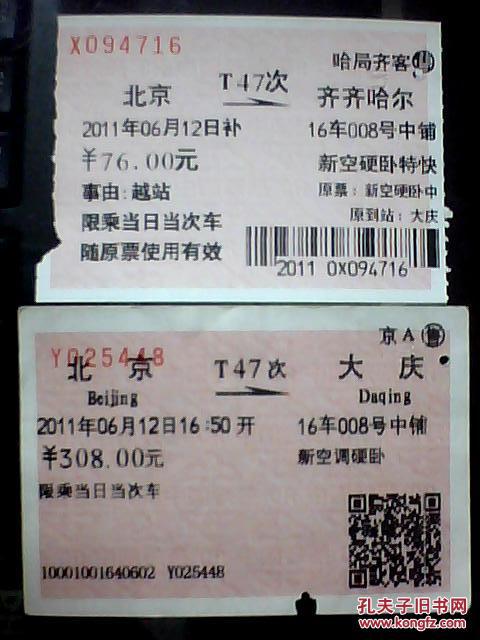 X094716
哈局齐客
北京 T47次 齐齐哈尔
2011年06月12日补 16车008号中铺
¥76.00元 新空硬卧特快
事由:越站 原票:新空硬卧中
限乘当日当次车 原到站:大庆
随原票使用有效
2011 0X094716
京A(售)
Y025448
北京 T47次 大庆
Beijing Daqing
2011年06月12日16:50开 16车008号中铺
¥308.00元 新空调硬卧
限乘当日当次车
10001001640602 Y025448
孔夫子旧书网
www.kongfz.com